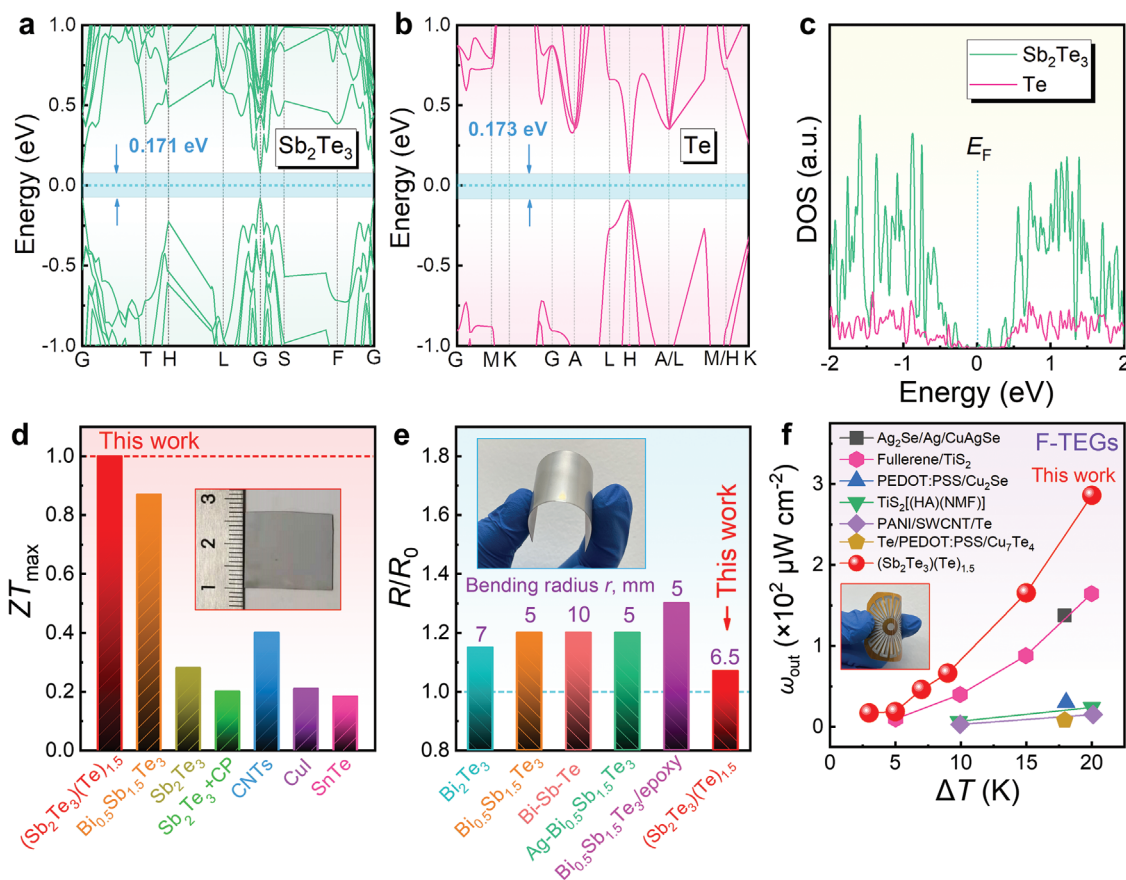 a
1.0
0.5
0.0
-0.5
-1.0
Energy (eV)
0.171 eV
Sb₂Te₃
G T H L G S F G
b
1.0
0.5
0.0
-0.5
-1.0
Energy (eV)
0.173 eV
Te
G M K G A L H A/L M/H K
c
DOS (a.u.)
Sb₂Te₃
Te
E_F
-2 -1 0 1 2
Energy (eV)
d
This work
ZT_max
1.0
0.8
0.6
0.4
0.2
0.0
3
2
1
(Sb₂Te₃)(Te)₁.₅
Bi₀.₅Sb₁.₅Te₃
Sb₂Te₃
Sb₂Te₃+CP
CNTs
CuI
SnTe
e
R/R₀
1.8
1.6
1.4
1.2
1.0
0.8
Bending radius r, mm
This work
7
5
10
5
5
6.5
Bi₂Te₃
Bi₀.₅Sb₁.₅Te₃
Bi-Sb-Te
Ag-Bi₀.₅Sb₁.₅Te₃
Bi₀.₅Sb₁.₅Te₃/epoxy
(Sb₂Te₃)(Te)₁.₅
f
ω_out (×10² μW cm⁻²)
3
2
1
0
Ag₂Se/Ag/CuAgSe
Fullerene/TiS₂
PEDOT:PSS/Cu₂Se
TiS₂[(HA)(NMF)]
PANI/SWCNT/Te
Te/PEDOT:PSS/Cu₇Te₄
(Sb₂Te₃)(Te)₁.₅
F-TEGs
This work
0 5 10 15 20
ΔT (K)